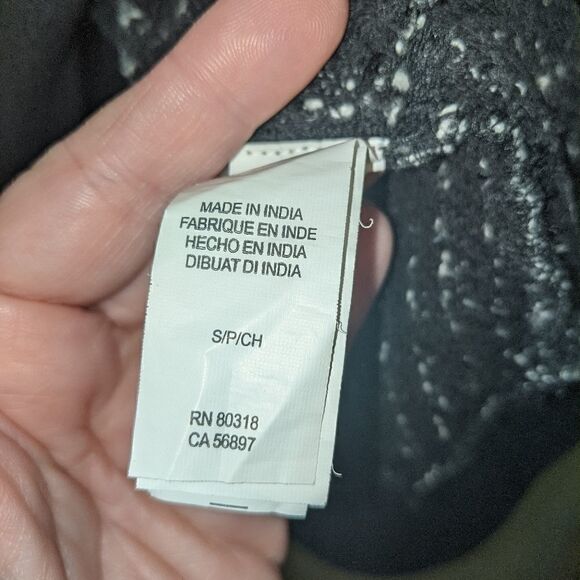 MADE IN INDIA
FABRIQUE EN INDE
HECHO EN INDIA
DIBUAT DI INDIA
S/P/CH
RN 80318
CA 56897